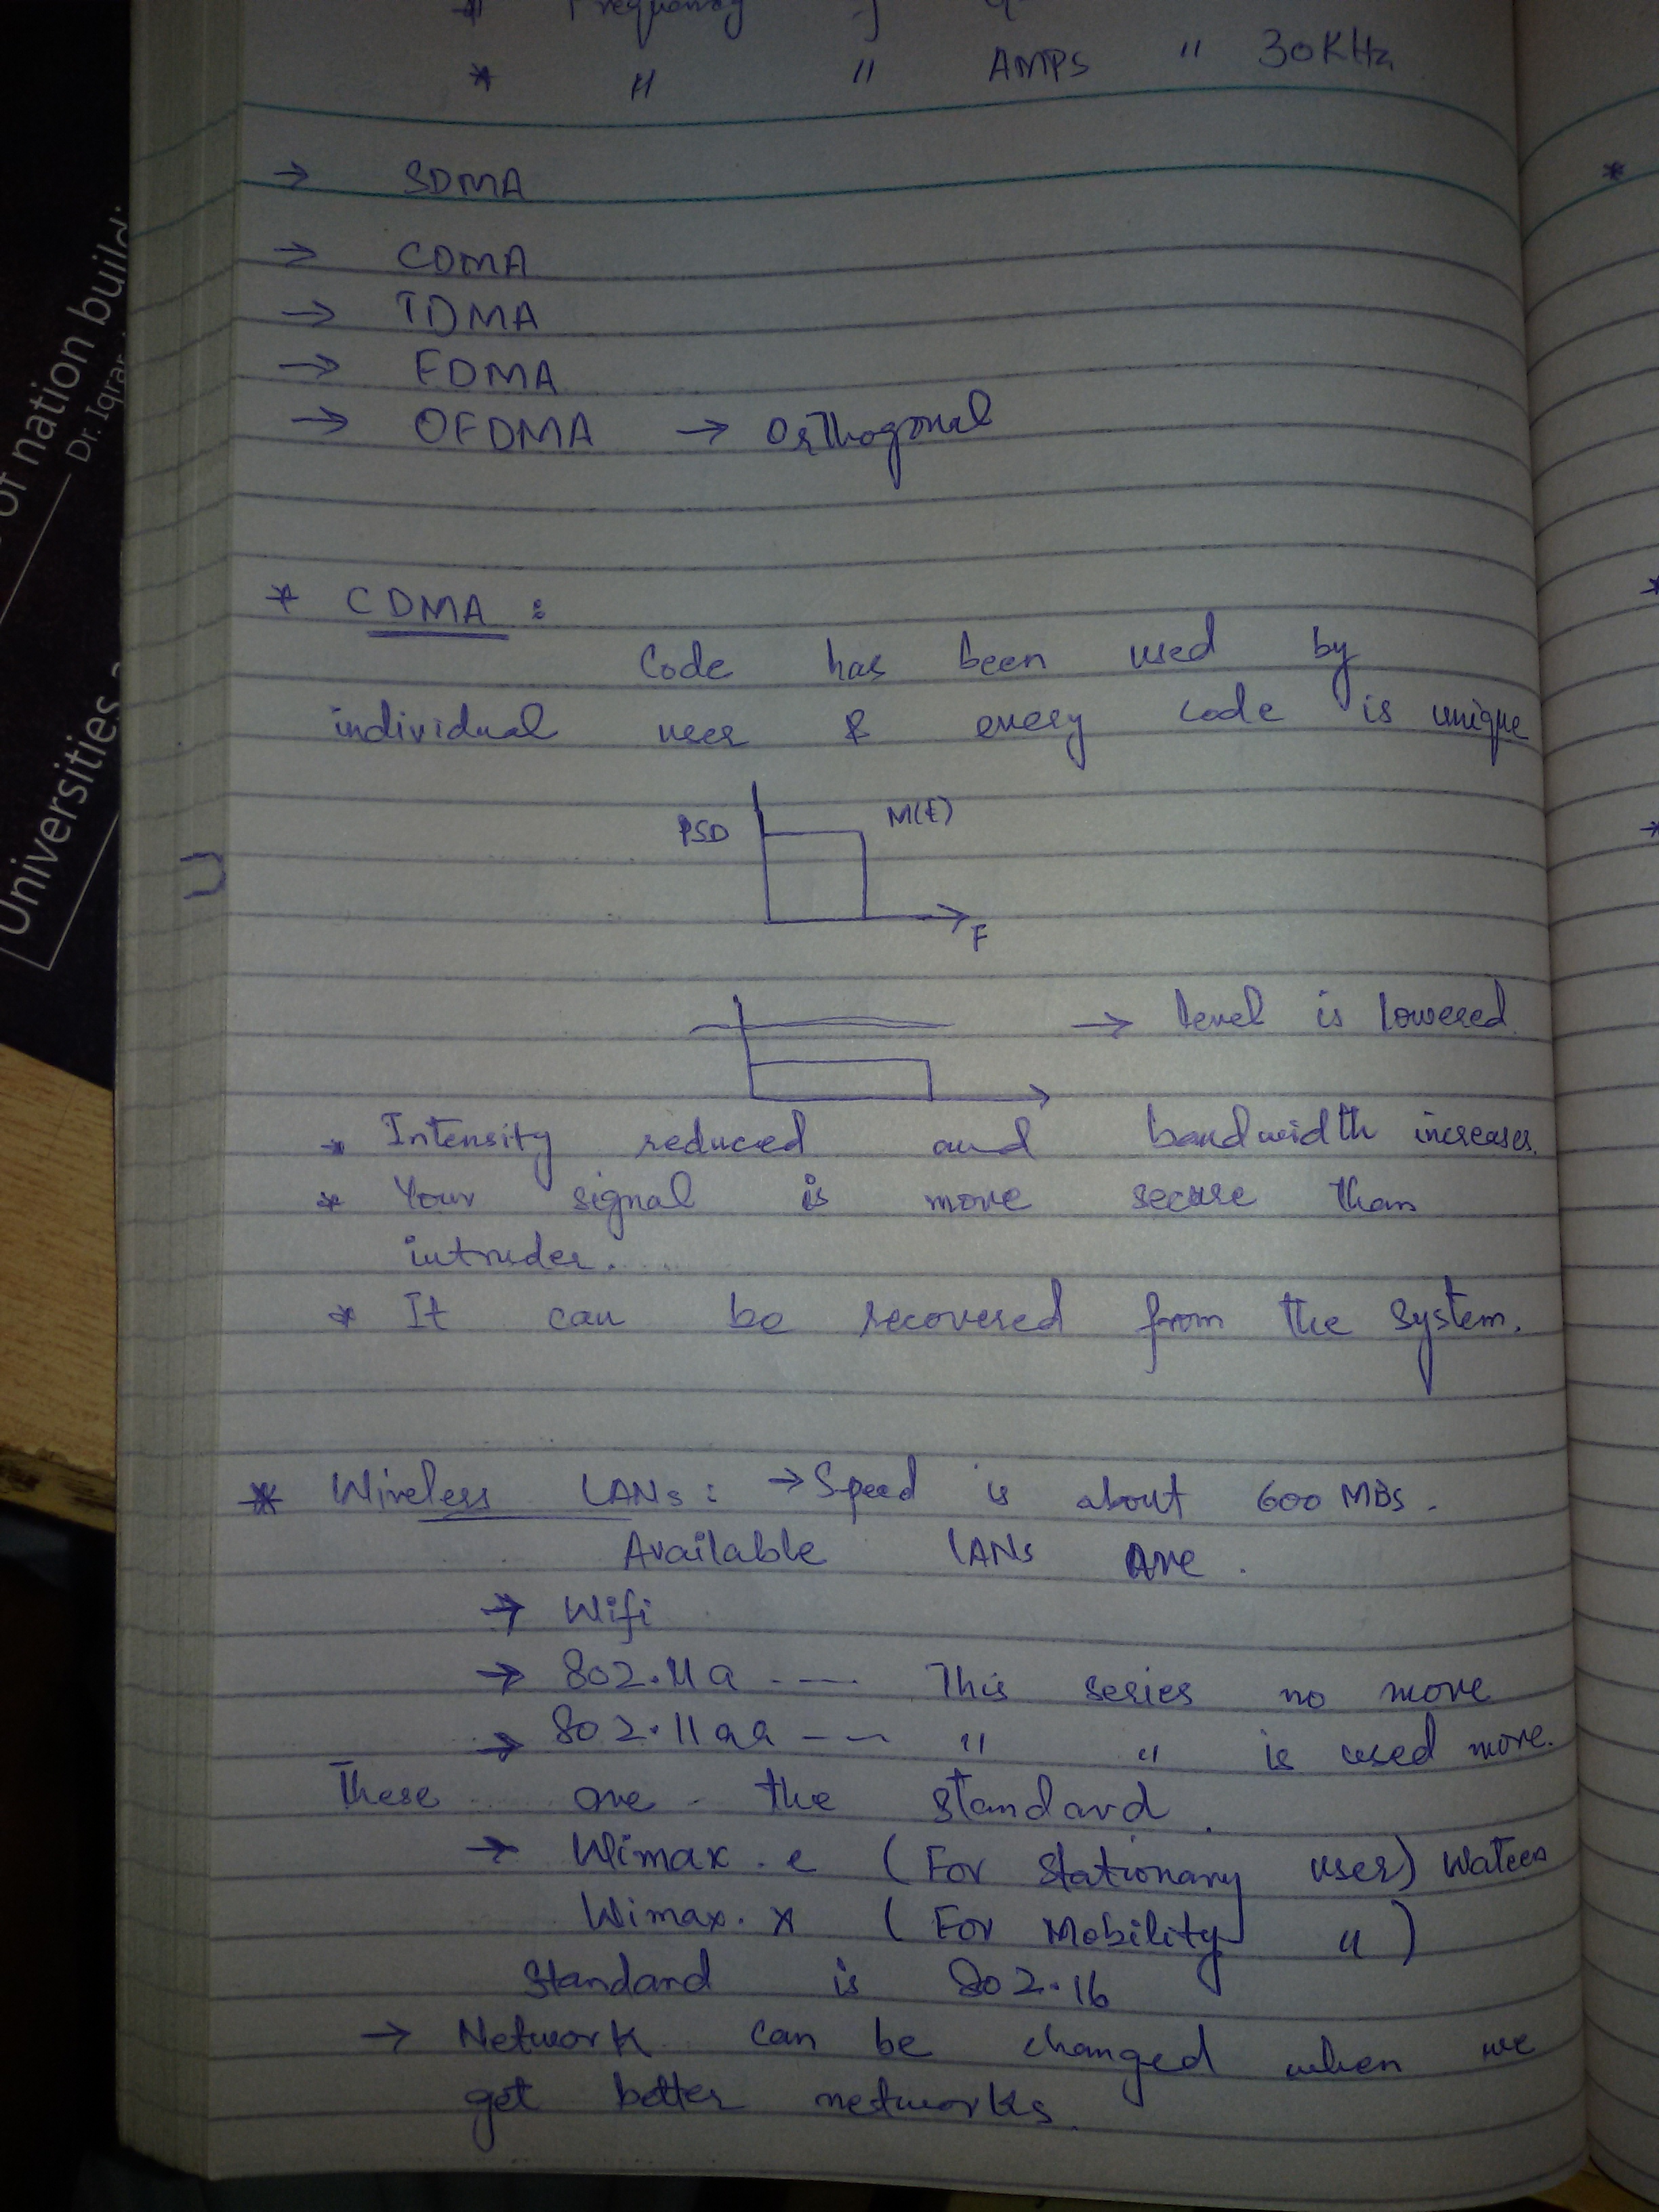 * Frequency
* " " AMPS " 30KHz
→ SDMA
→ CDMA
→ TDMA
→ FDMA
→ OFDMA → Orthogonal
* CDMA :
Code has been used by
individual user & every code is unique
PSD M(t)
F
→ level is lowered
* Intensity reduced and bandwidth increases.
* Your signal is more secure than
intruder.
* It can be recovered from the system.
* Wireless LANs : → Speed is about 600 MBs.
Available LANs are.
→ Wifi
→ 802.11a ---- This series no more
→ 802.11aa --- " " is used more.
These are the standard.
→ Wimax.e (For stationary user)
Wimax.x (For Mobility " )
Standard is 802.16
→ Network can be changed when we
get better networks.
of nation buildi
Dr. Iqrar
Universities